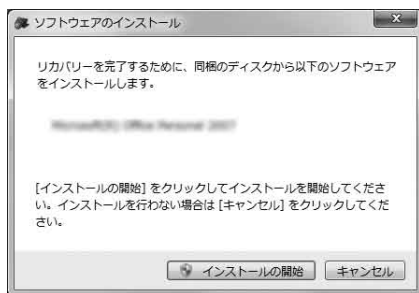 ソフトウェアのインストール
リカバリーを完了するために、同梱のディスクから以下のソフトウェア
をインストールします。
Microsoft(R) Office Personal 2007
[インストールの開始] をクリックしてインストールを開始してくださ
い。インストールを行わない場合は [キャンセル] をクリックしてくだ
さい。
インストールの開始
キャンセル